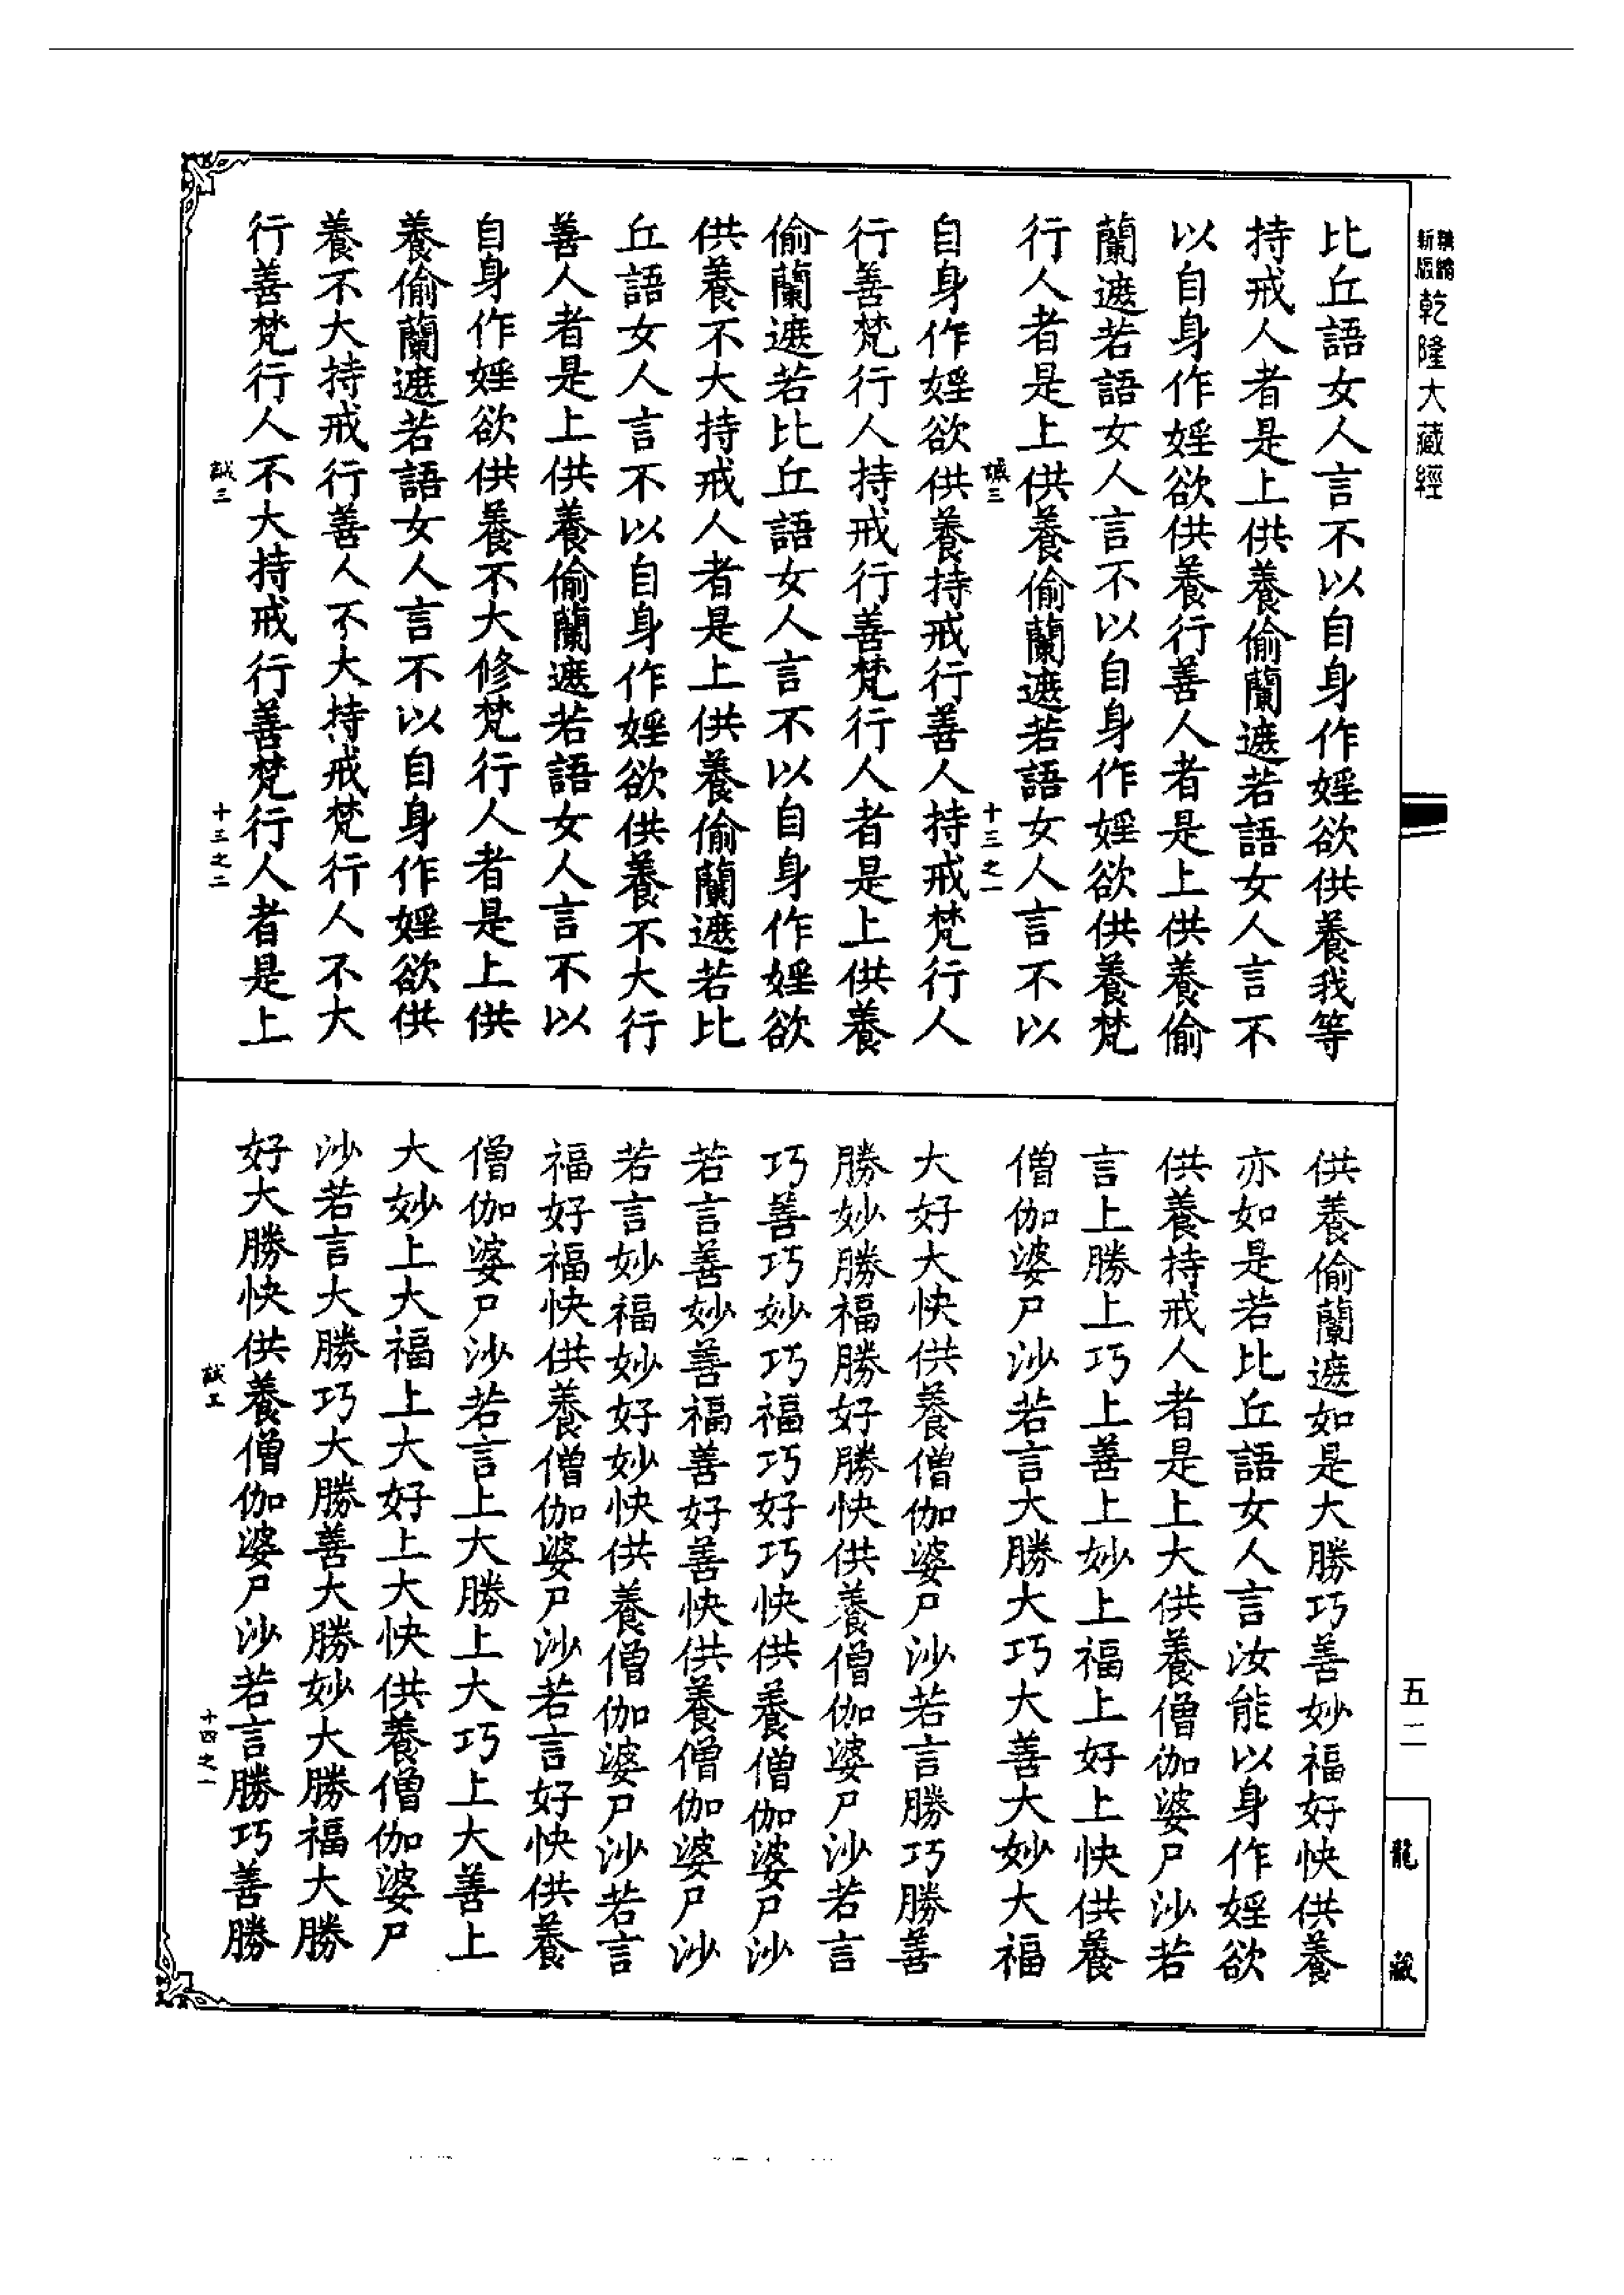 新版
乾隆大藏經
比丘語女人言不以自身作婬欲供養我等
持戒人者是上供養偷蘭遮若語女人言不
以自身作婬欲供養行善人者是上供養偷
蘭遮若語女人言不以自身作婬欲供養梵
行人者是上供養偷蘭遮若語女人言不以
三
十三之一
自身作婬欲供養持戒行善人持戒梵行人
行善梵行人持戒行善梵行人者是上供養
偷蘭遮若比丘語女人言不以自身作婬欲
供養不大持戒人者是上供養偷蘭遮若比
丘語女人言不以自身作婬欲供養不大行
善人者是上供養偷蘭遮若語女人言不以
自身作婬欲供養不大修梵行人者是上供
養偷蘭遮若語女人言不以自身作婬欲供
養不大持戒行善人不大持戒梵行人不大
行善梵行人不大持戒行善梵行人者是上
三
十三之二
五二
龍藏
供養偷蘭遮如是大勝巧善妙福好快供養
亦如是若比丘語女人言汝能以身作婬欲
供養持戒人者是上大供養僧伽婆尸沙若
言上勝上巧上善上妙上福上好上快供養
僧伽婆尸沙若言大勝大巧大善大妙大福
大好大快供養僧伽婆尸沙若言勝巧勝善
勝妙勝福勝好勝快供養僧伽婆尸沙若言
巧善巧妙巧福巧好巧快供養僧伽婆尸沙
若言善妙善福善好善快供養僧伽婆尸沙
若言妙福妙好妙快供養僧伽婆尸沙若言
福好福快供養僧伽婆尸沙若言好快供養
僧伽婆尸沙若言上大勝上大巧上大善上
大妙上大福上大好上大快供養僧伽婆尸
沙若言大勝巧大勝善大勝妙大勝福大勝
好大勝快供養僧伽婆尸沙若言勝巧善勝
十四之一